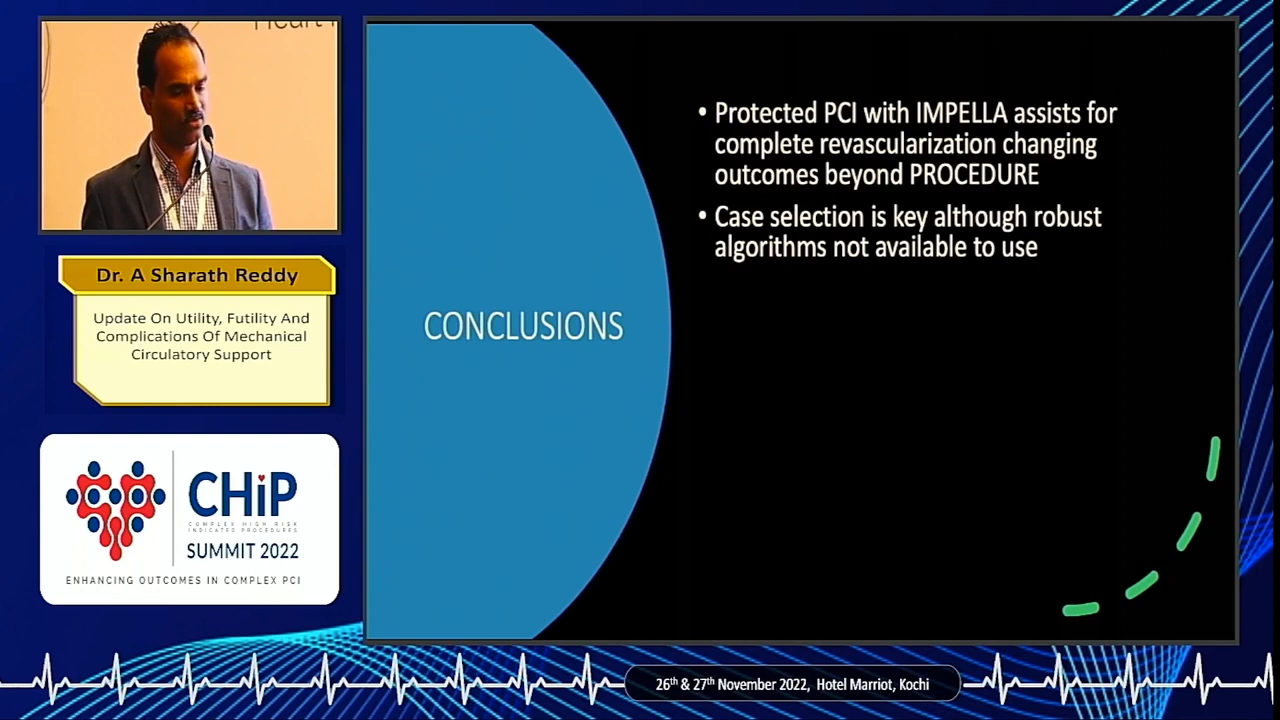 Heart
Dr. A Sharath Reddy
Update On Utility, Futility And
Complications Of Mechanical
Circulatory Support
CHiP
COMPLEX HIGH RISK
INDICATED PROCEDURES
SUMMIT 2022
ENHANCING OUTCOMES IN COMPLEX PCI
CONCLUSIONS
• Protected PCI with IMPELLA assists for
complete revascularization changing
outcomes beyond PROCEDURE
• Case selection is key although robust
algorithms not available to use
26th & 27th November 2022, Hotel Marriot, Kochi